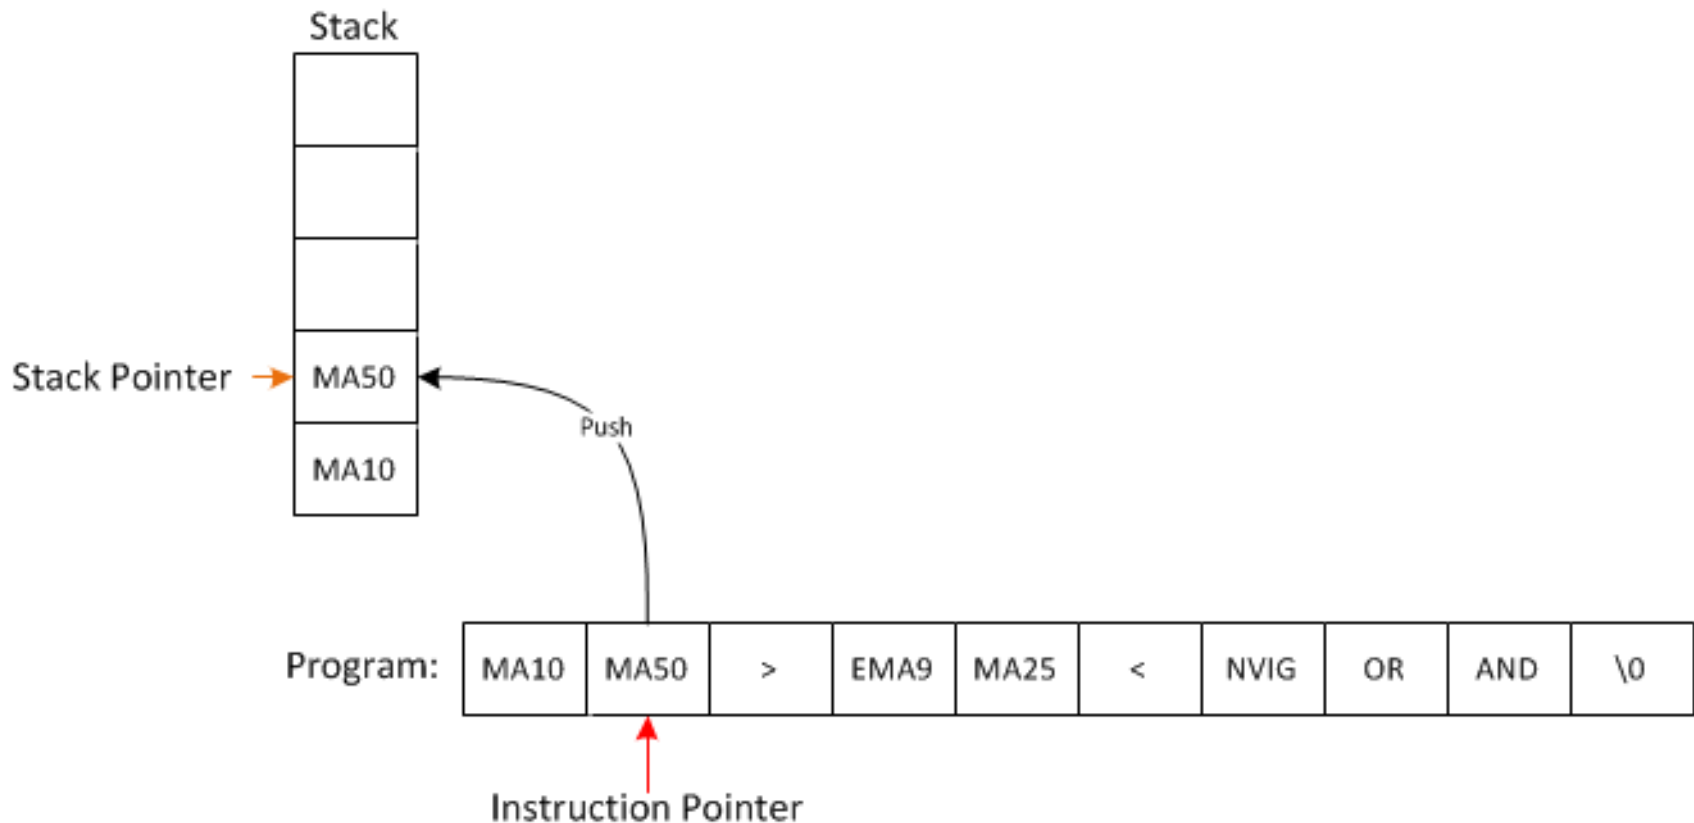 Stack
Stack Pointer
MA50
Push
MA10
Program:
MA10 MA50 > EMA9 MA25 < NVIG OR AND \0
Instruction Pointer